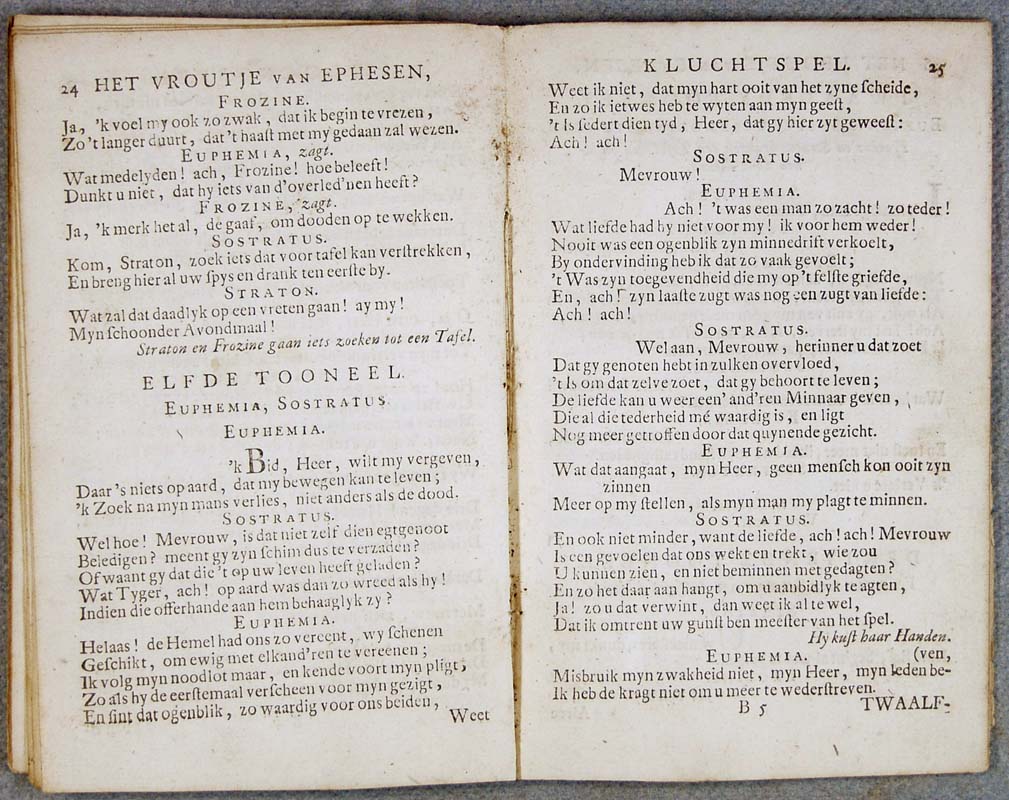 24 HET VROUTJE VAN EPHESEN,
FROZINE.
Ja, 'k voel my ook zo zwak, dat ik begin te vrezen,
Zo 't langer duurt, dat 't haast met my gedaan zal wezen.
EUPHEMIA, zagt.
Wat medelyden! ach, Frozine! hoe beleeft!
Dunkt u niet, dat hy iets van d'overled'nen heeft?
FROZINE, zagt.
Ja, 'k merk het al, de gaaf, om dooden op te wekken.
SOSTRATUS.
Kom, Straton, zoek iets dat voor tafel kan verstrekken,
En breng hier al uw spys en drank ten eerste by.
STRATON.
Wat zal dat daadlyk op een vreten gaan! ay my!
Myn schoonder Avondmaal!
Straton en Frozine gaan iets zoeken tot een Tafel.
ELFDE TOONEEL.
EUPHEMIA, SOSTRATUS.
EUPHEMIA.
'k Bid, Heer, wilt my vergeven,
Daar's niets op aard, dat my bewegen kan te leven;
'k Zoek na myn mans verlies, niet anders als de dood.
SOSTRATUS.
Wel hoe! Mevrouw, is dat niet zelf dien egtgenoot
Beledigen? meent gy zyn schim dus te verzaden?
Of waant gy dat die 't op uw leven heeft geladen?
Wat Tyger, ach! op aard was dan zo wreed als hy!
Indien die offerhande aan hem behaaglyk zy?
EUPHEMIA.
Helaas! de Hemel had ons zo vereent, wy schenen
Geschikt, om ewig met elkand'ren te vereenen;
Ik volg myn noodlot maar, en kende voort myn pligt,
Zo als hy de eerstemaal verscheen voor myn gezigt,
En sint dat ogenblik, zo waardig voor ons beiden,
Weet
KLUCHTSPEL. 25
Weet ik niet, dat myn hart ooit van het zyne scheide,
En zo ik ietwes heb te wyten aan myn geest,
't Is sedert dien tyd, Heer, dat gy hier zyt geweest:
Ach! ach!
SOSTRATUS.
Mevrouw!
EUPHEMIA.
Ach! 't was een man zo zacht! zo teder!
Wat liefde had hy niet voor my! ik voor hem weder!
Nooit was een ogenblik zyn minnedrift verkoelt,
By ondervinding heb ik dat zo vaak gevoelt;
't Was zyn toegevendheid die my op 't felste griefde,
En, ach! zyn laaste zugt was nog een zugt van liefde:
Ach! ach!
SOSTRATUS.
Wel aan, Mevrouw, herinner u dat zoet
Dat gy genoten hebt in zulken overvloed,
't Is om dat zelve zoet, dat gy behoort te leven;
De liefde kan u weer een' and'ren Minnaar geven,
Die al die tederheid mé waardig is, en ligt
Nog meer getroffen door dat quynende gezicht.
EUPHEMIA.
Wat dat aangaat, myn Heer, geen mensch kon ooit zyn
zinnen
Meer op my stellen, als myn man my plagt te minnen.
SOSTRATUS.
En ook niet minder, want de liefde, ach! ach! Mevrouw
Is een gevoelen dat ons wekt en trekt, wie zou
U kunnen zien, en niet beminnen met gedagten?
En zo het daar aan hangt, om u aanbidlyk te agten,
Ja! zo u dat verwint, dan weet ik al te wel,
Dat ik omtrent uw gunst ben meester van het spel.
Hy kust haar Handen.
EUPHEMIA. (ven,
Misbruik myn zwakheid niet, myn Heer, myn leden be-
Ik heb de kragt niet om u meer te wederstreven.
B 5 TWAALF-